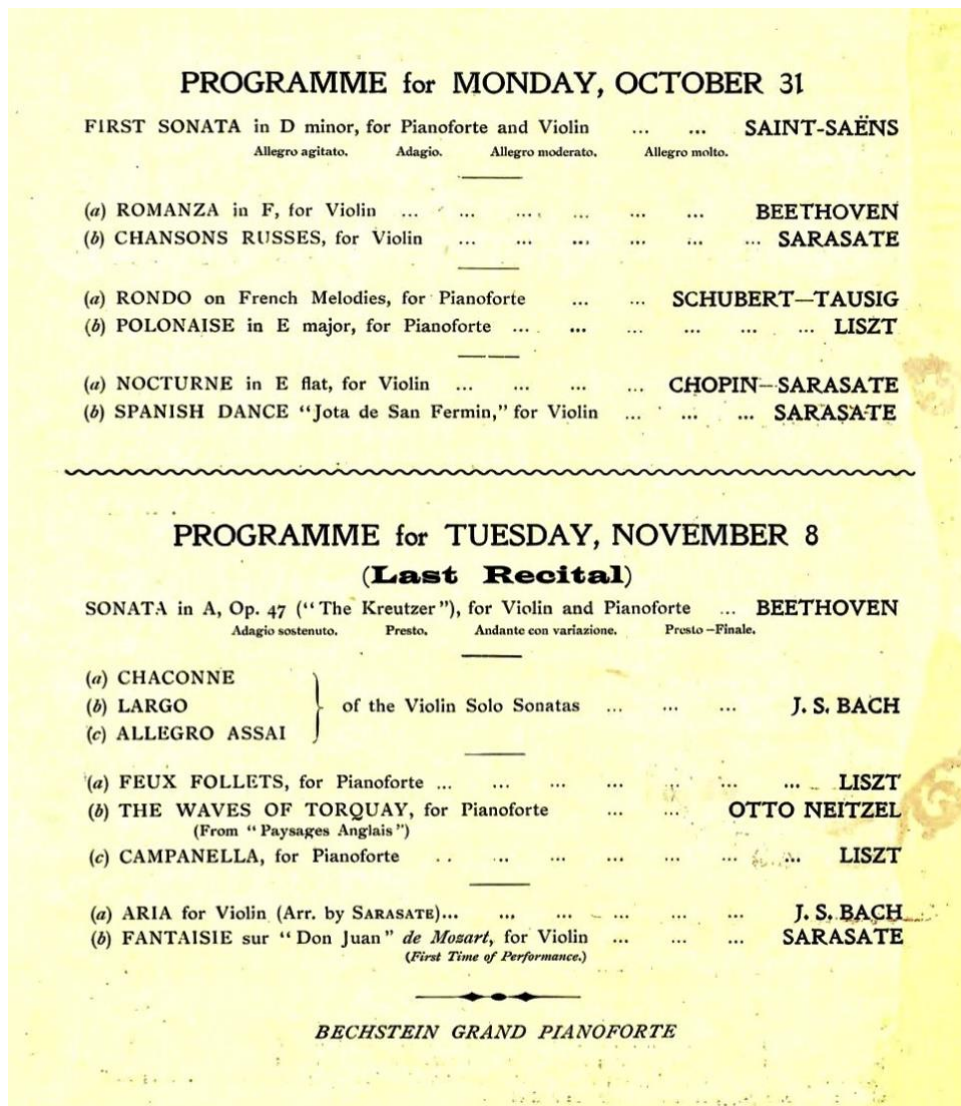 PROGRAMME for MONDAY, OCTOBER 31
FIRST SONATA in D minor, for Pianoforte and Violin ... ... SAINT-SAËNS
Allegro agitato. Adagio. Allegro moderato. Allegro molto.
(a) ROMANZA in F, for Violin ... ... ... ... ... ... BEETHOVEN
(b) CHANSONS RUSSES, for Violin ... ... ... ... ... ... SARASATE
(a) RONDO on French Melodies, for Pianoforte ... ... SCHUBERT—TAUSIG
(b) POLONAISE in E major, for Pianoforte ... ... ... ... ... ... LISZT
(a) NOCTURNE in E flat, for Violin ... ... ... ... CHOPIN—SARASATE
(b) SPANISH DANCE "Jota de San Fermin," for Violin ... ... ... SARASATE
PROGRAMME for TUESDAY, NOVEMBER 8
(Last Recital)
SONATA in A, Op. 47 ("The Kreutzer"), for Violin and Pianoforte ... BEETHOVEN
Adagio sostenuto. Presto. Andante con variazione. Presto—Finale.
(a) CHACONNE
(b) LARGO of the Violin Solo Sonatas ... ... ... J. S. BACH
(c) ALLEGRO ASSAI
(a) FEUX FOLLETS, for Pianoforte ... ... ... ... ... ... ... LISZT
(b) THE WAVES OF TORQUAY, for Pianoforte ... ... OTTO NEITZEL
(From "Paysages Anglais")
(c) CAMPANELLA, for Pianoforte .. ... ... ... ... ... ... LISZT
(a) ARIA for Violin (Arr. by SARASATE)... ... ... ... ... ... J. S. BACH
(b) FANTAISIE sur "Don Juan" de Mozart, for Violin ... ... ... SARASATE
(First Time of Performance.)
BECHSTEIN GRAND PIANOFORTE